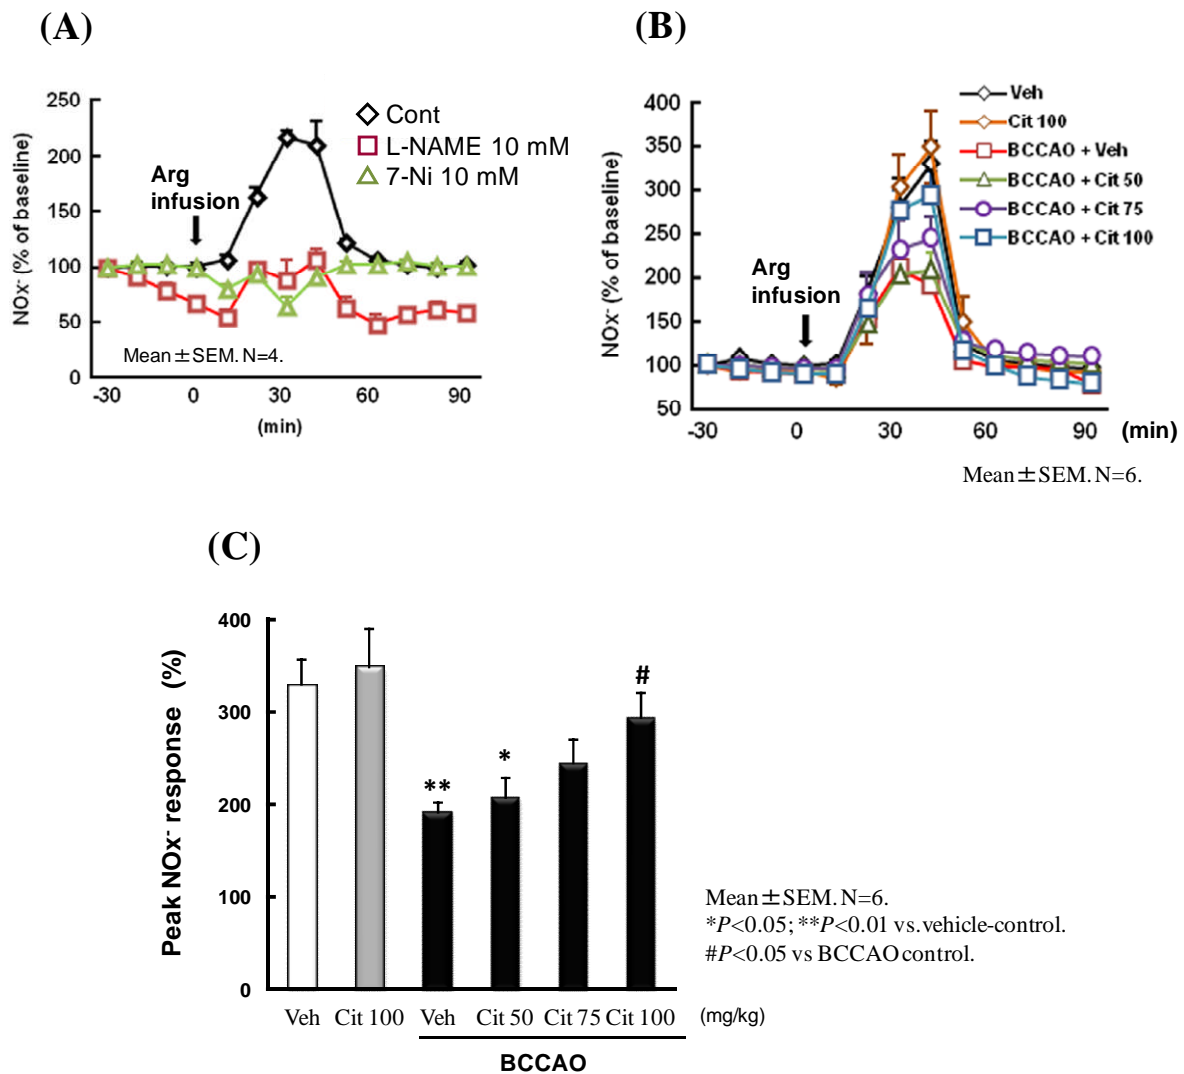 (A)
NOx- (% of baseline)
250
200
150
100
50
0
Cont
L-NAME 10 mM
7-Ni 10 mM
Arg
infusion
Mean±SEM. N=4.
-30 0 30 60 90
(min)
(B)
NOx- (% of baseline)
400
350
300
250
200
150
100
50
Veh
Cit 100
BCCAO + Veh
BCCAO + Cit 50
BCCAO + Cit 75
BCCAO + Cit 100
Arg
infusion
-30 0 30 60 90 (min)
Mean±SEM. N=6.
(C)
Peak NOx- response (%)
400
300
200
100
0
**
*
#
Veh Cit 100 Veh Cit 50 Cit 75 Cit 100 (mg/kg)
BCCAO
Mean±SEM. N=6.
*P<0.05; **P<0.01 vs.vehicle-control.
#P<0.05 vs BCCAO control.